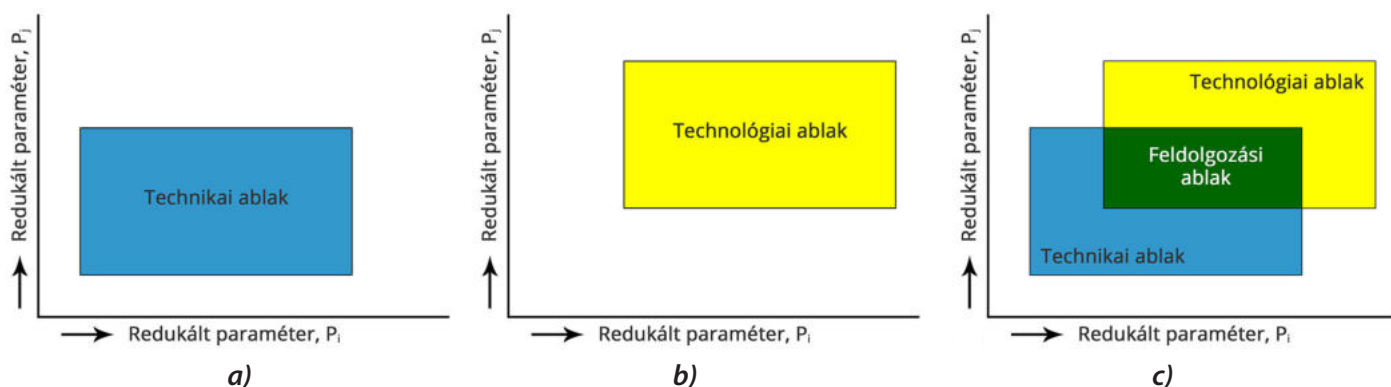 Redukált paraméter, Pⱼ
Technikai ablak
Redukált paraméter, Pᵢ
a)
Redukált paraméter, Pⱼ
Technológiai ablak
Redukált paraméter, Pᵢ
b)
Redukált paraméter, Pⱼ
Technológiai ablak
Feldolgozási
ablak
Technikai ablak
Redukált paraméter, Pᵢ
c)